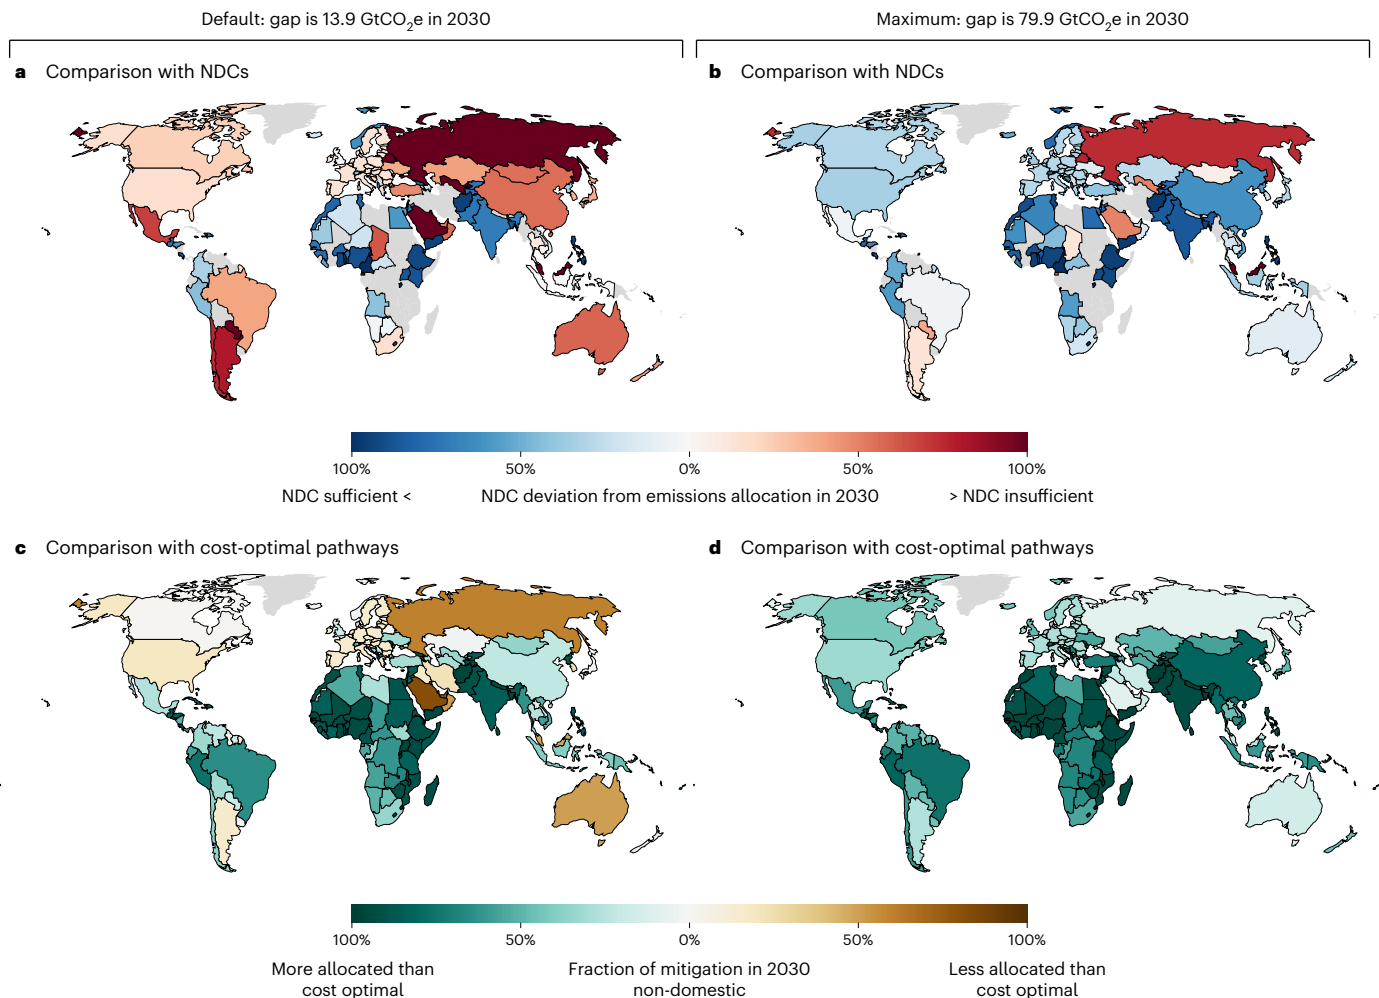 Default: gap is 13.9 GtCO2e in 2030
Maximum: gap is 79.9 GtCO2e in 2030
a Comparison with NDCs
b Comparison with NDCs
100% 50% 0% 50% 100%
NDC sufficient < NDC deviation from emissions allocation in 2030 > NDC insufficient
c Comparison with cost-optimal pathways
d Comparison with cost-optimal pathways
100% 50% 0% 50% 100%
More allocated than Fraction of mitigation in 2030 Less allocated than
cost optimal non-domestic cost optimal